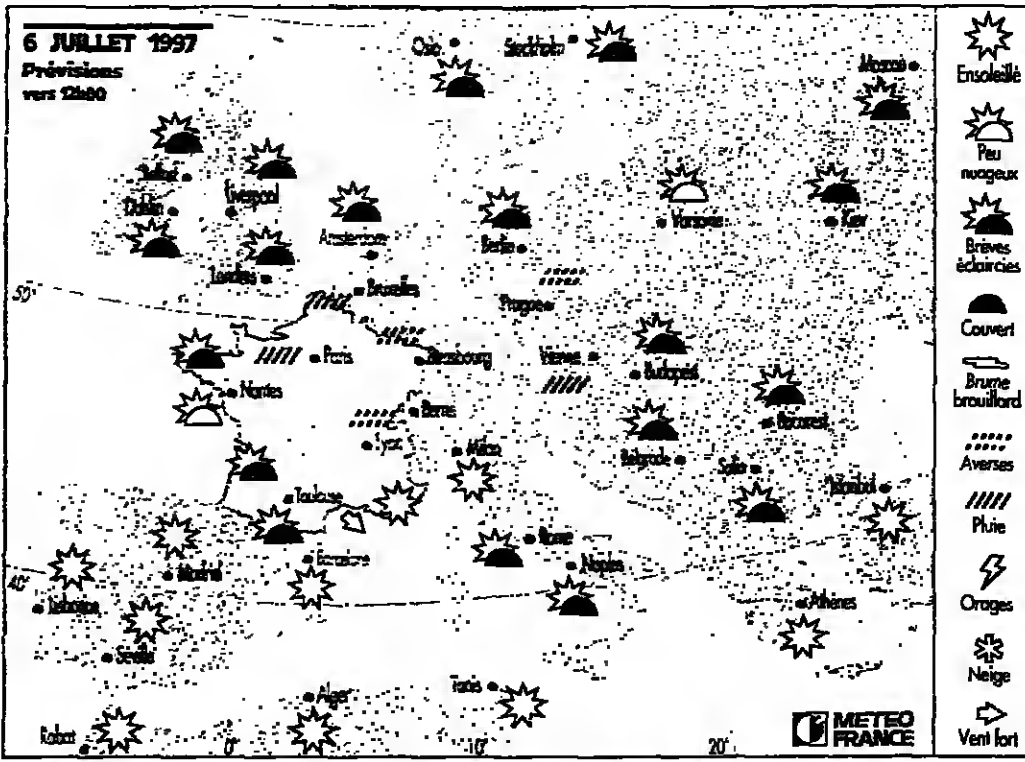 6 JUILLET 1997
Prévisions
vers 12h00
Oslo
Stockholm
Moscou
Belfast
Dublin
Liverpool
Amsterdam
Berlin
Varsovie
Kiev
Londres
50°
Bruxelles
Prague
Paris
Strasbourg
Vienne
Budapest
Nantes
Berne
Bucarest
Lyon
Milan
Belgrade
Sofia
Istanbul
Toulouse
Barcelone
Rome
Naples
Madrid
40°
Lisbonne
Athènes
Séville
Tunis
Alger
Rabat
0°
10°
20°
METEO
FRANCE
Ensoleillé
Peu
nuageux
Brèves
éclaircies
Couvert
Brume
brouillard
Averses
Pluie
Orages
Neige
Vent fort